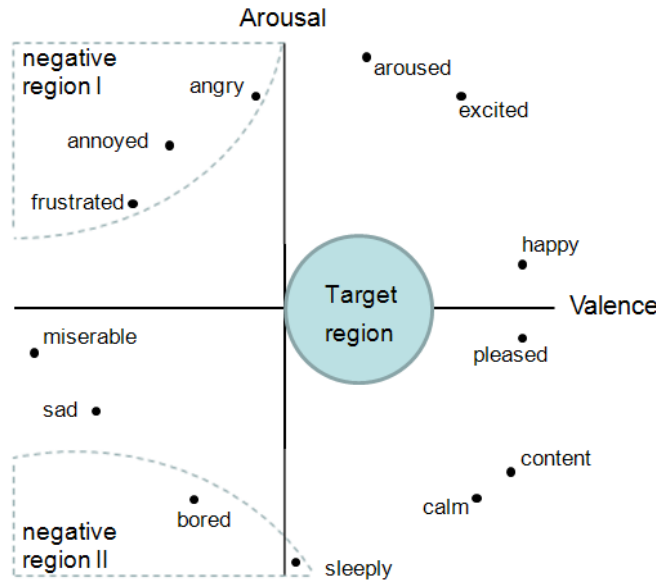 Arousal
negative
region I
angry
aroused
excited
annoyed
frustrated
happy
Target
region
Valence
miserable
pleased
sad
content
calm
bored
negative
region II
sleeply